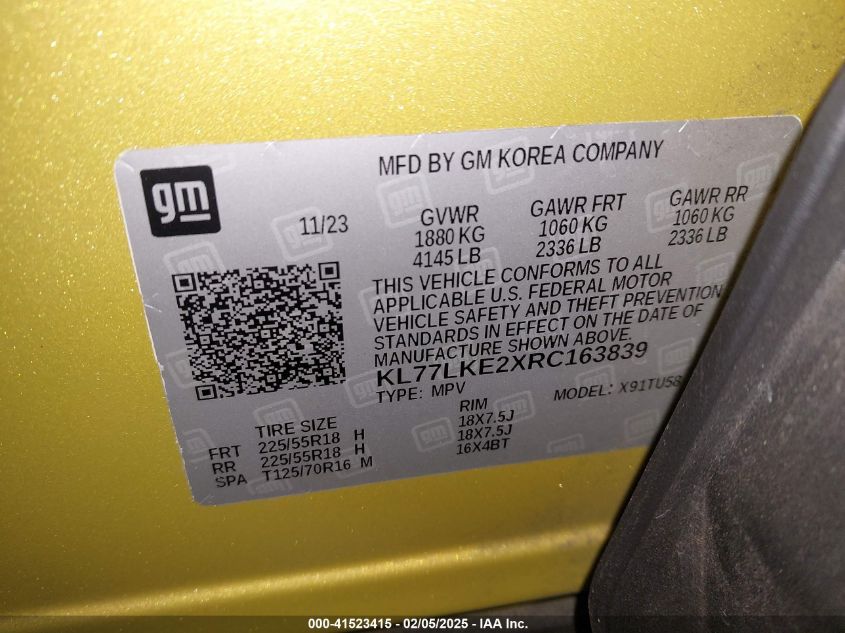 MFD BY GM KOREA COMPANY
gm
11/23
GVWR
1880 KG
4145 LB
GAWR FRT
1060 KG
2336 LB
GAWR RR
1060 KG
2336 LB
THIS VEHICLE CONFORMS TO ALL
APPLICABLE U.S. FEDERAL MOTOR
VEHICLE SAFETY AND THEFT PREVENTION
STANDARDS IN EFFECT ON THE DATE OF
MANUFACTURE SHOWN ABOVE.
KL77LKE2XRC163839
TYPE: MPV MODEL: X91TU58
TIRE SIZE RIM
FRT 225/55R18 H 18X7.5J
RR 225/55R18 H 18X7.5J
SPA T125/70R16 M 16X4BT
000-41523415 - 02/05/2025 - IAA Inc.